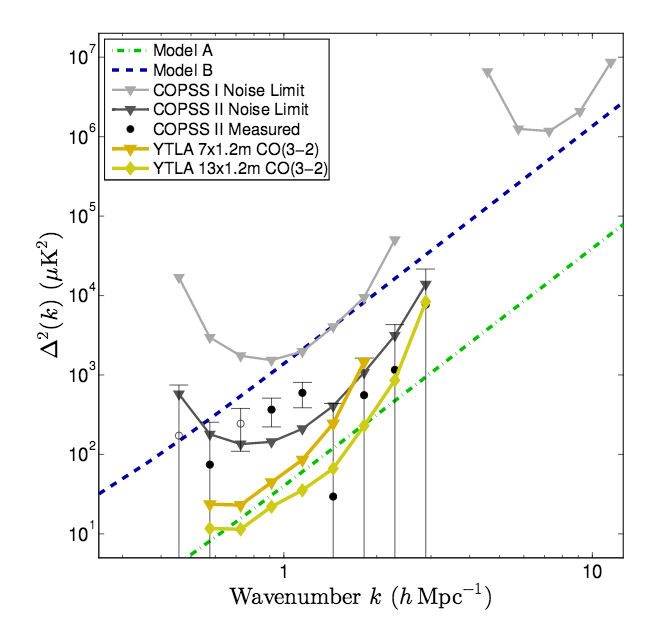 Model A
Model B
COPSS I Noise Limit
COPSS II Noise Limit
COPSS II Measured
YTLA 7x1.2m CO(3−2)
YTLA 13x1.2m CO(3−2)
10⁷
10⁶
10⁵
10⁴
10³
10²
10¹
Δ²(k) (μK²)
1
10
Wavenumber k (h Mpc⁻¹)